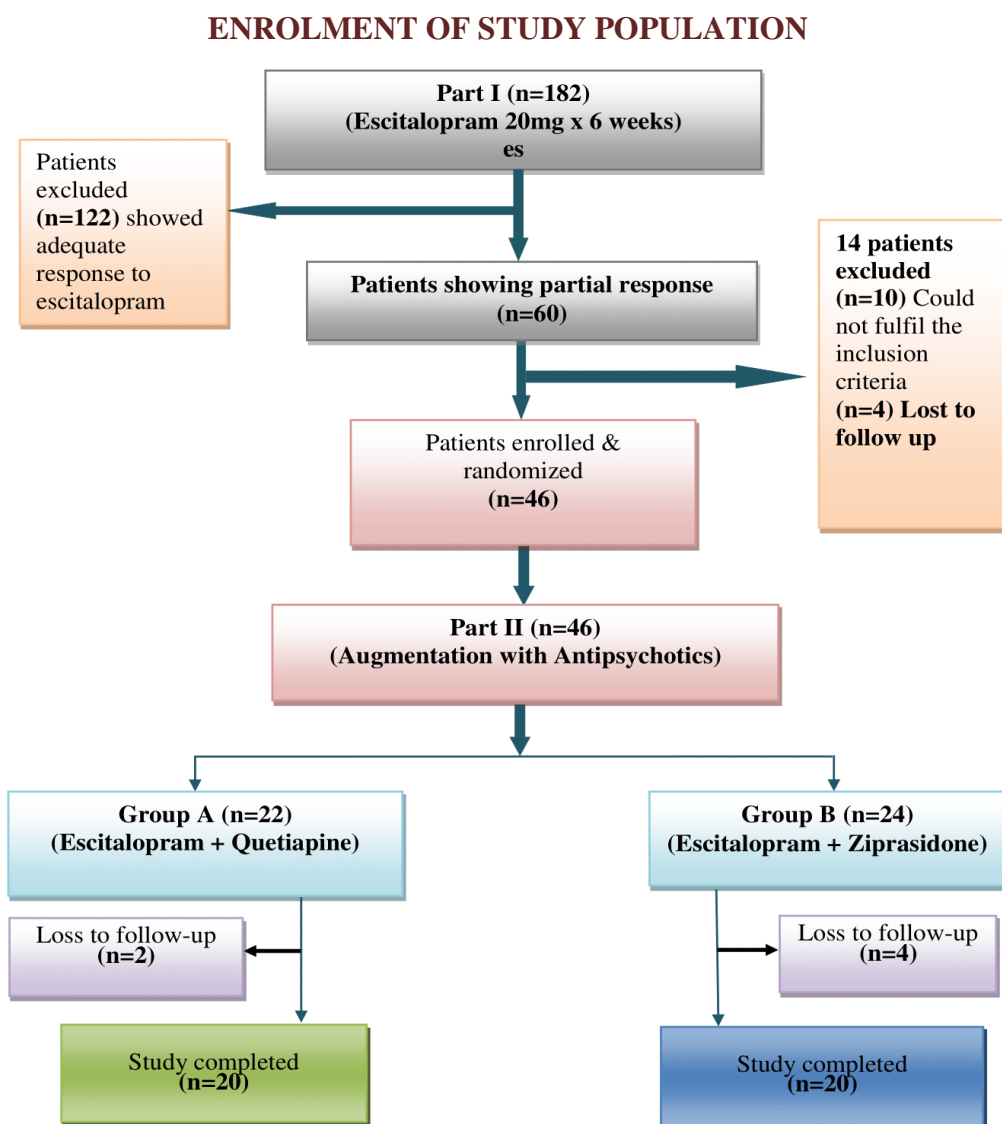 ENROLMENT OF STUDY POPULATION
Part I (n=182)
(Escitalopram 20mg x 6 weeks)
es
Patients
excluded
(n=122) showed
adequate
response to
escitalopram
14 patients
excluded
(n=10) Could
not fulfil the
inclusion
criteria
(n=4) Lost to
follow up
Patients showing partial response
(n=60)
Patients enrolled &
randomized
(n=46)
Part II (n=46)
(Augmentation with Antipsychotics)
Group A (n=22)
(Escitalopram + Quetiapine)
Group B (n=24)
(Escitalopram + Ziprasidone)
Loss to follow-up
(n=2)
Loss to follow-up
(n=4)
Study completed
(n=20)
Study completed
(n=20)